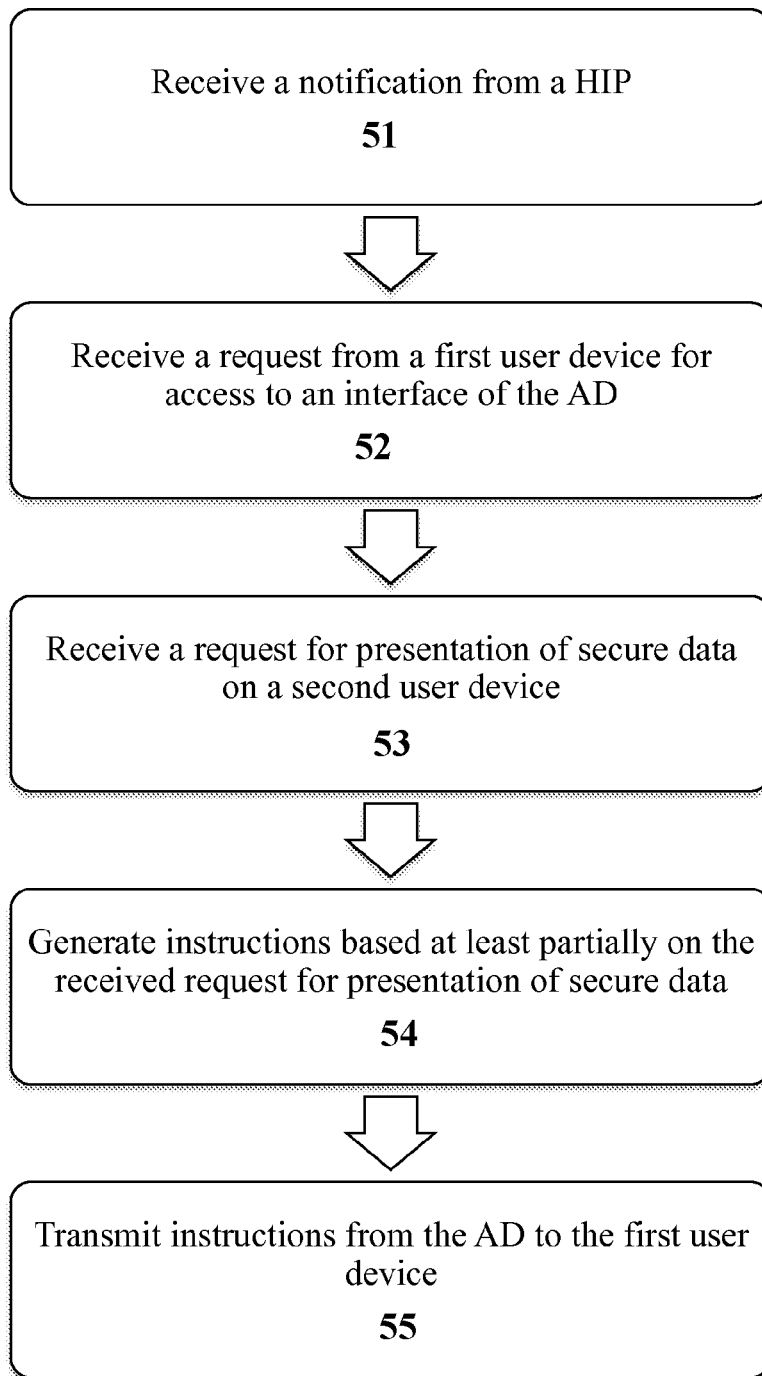 Receive a notification from a HIP
51
Receive a request from a first user device for
access to an interface of the AD
52
Receive a request for presentation of secure data
on a second user device
53
Generate instructions based at least partially on the
received request for presentation of secure data
54
Transmit instructions from the AD to the first user
device
55